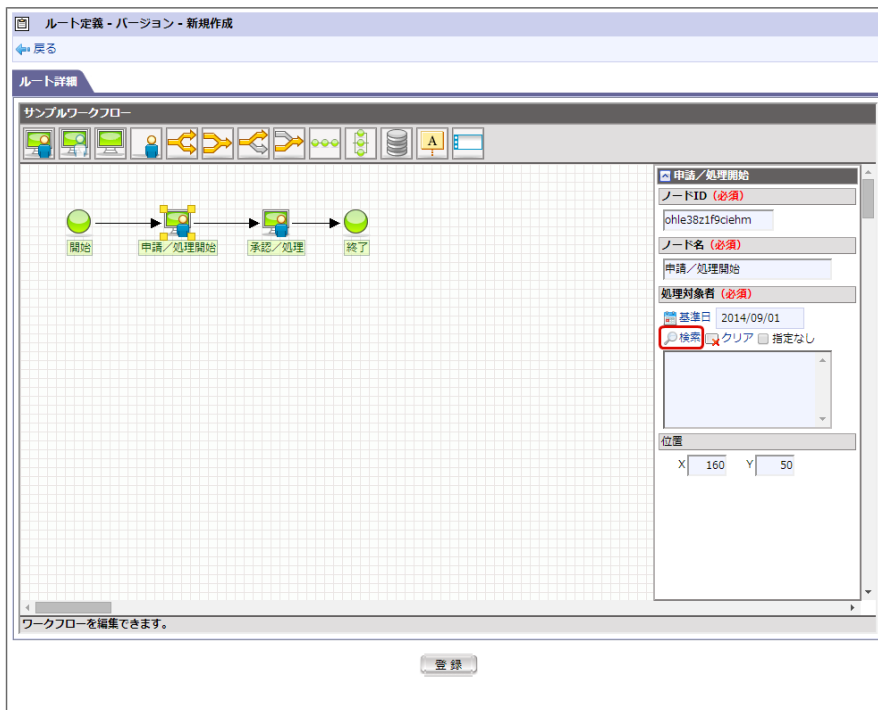 ルート定義 - バージョン - 新規作成
戻る
ルート詳細
サンプルワークフロー
A
申請／処理開始
ノードID (必須)
ohle38z1f9ciehm
ノード名 (必須)
申請／処理開始
処理対象者 (必須)
基準日 2014/09/01
検索 クリア 指定なし
開始 申請／処理開始 承認／処理 終了
位置
X 160 Y 50
ワークフローを編集できます。
登録